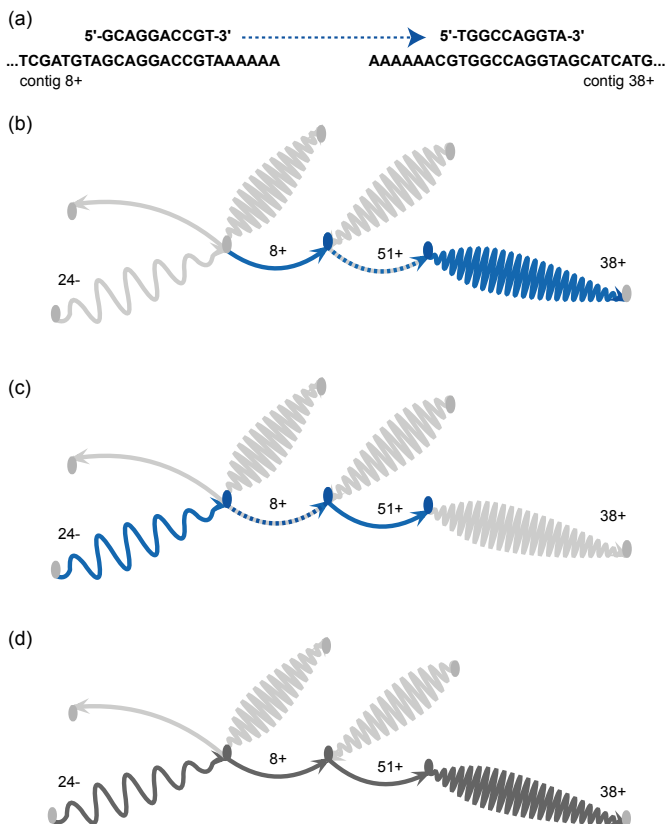 (a)
5'-GCAGGACCGT-3' 5'-TGGCCAGGTA-3'
...TCGATGTAGCAGGACCGTAAAAAA AAAAAACGTGGCCAGGTAGCATCATG...
contig 8+ contig 38+
(b)
8+
51+
38+
24-
(c)
8+
51+
38+
24-
(d)
8+
51+
38+
24-